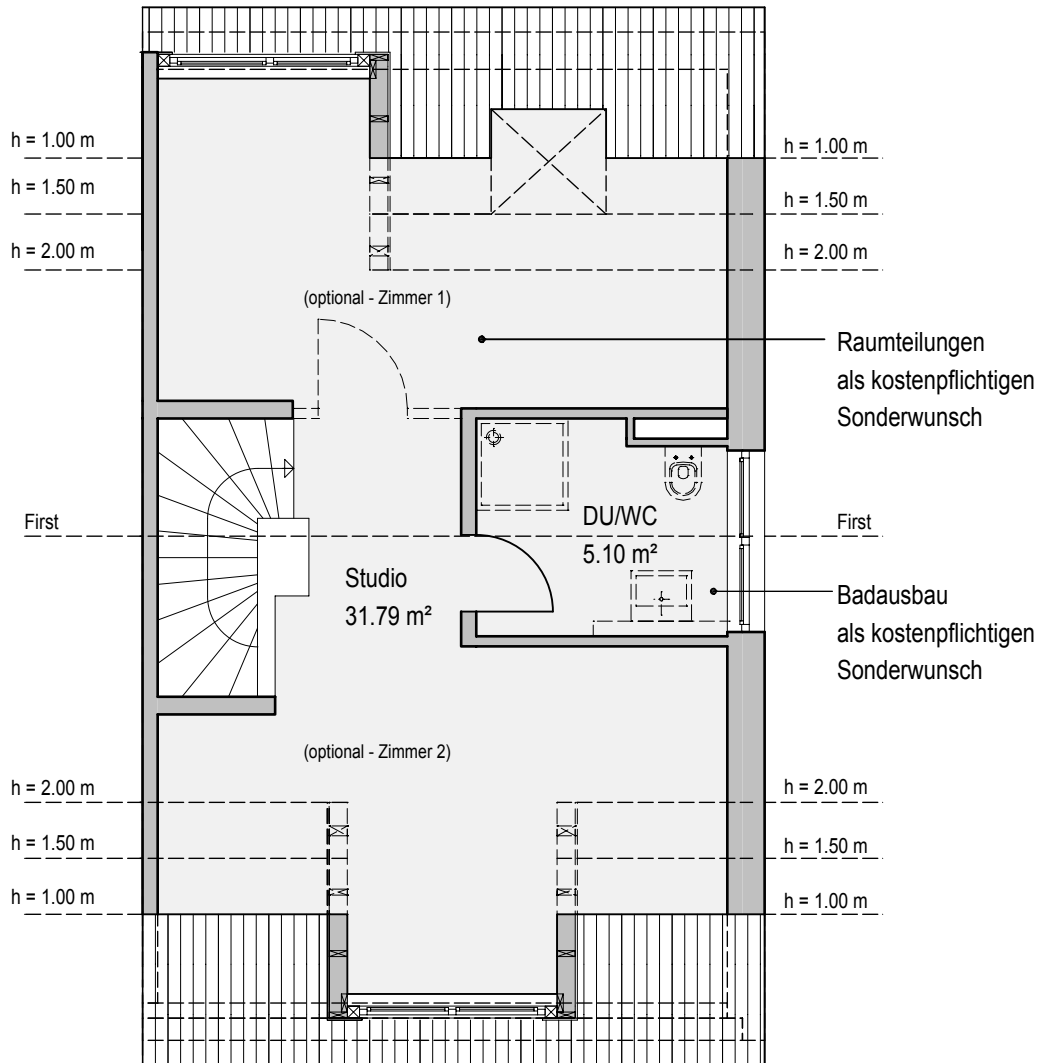 h = 1.00 m
h = 1.00 m
h = 1.50 m
h = 1.50 m
h = 2.00 m
h = 2.00 m
(optional - Zimmer 1)
Raumteilungen
als kostenpflichtigen
Sonderwunsch
First
DU/WC
5.10 m²
First
Studio
31.79 m²
Badausbau
als kostenpflichtigen
Sonderwunsch
(optional - Zimmer 2)
h = 2.00 m
h = 2.00 m
h = 1.50 m
h = 1.50 m
h = 1.00 m
h = 1.00 m